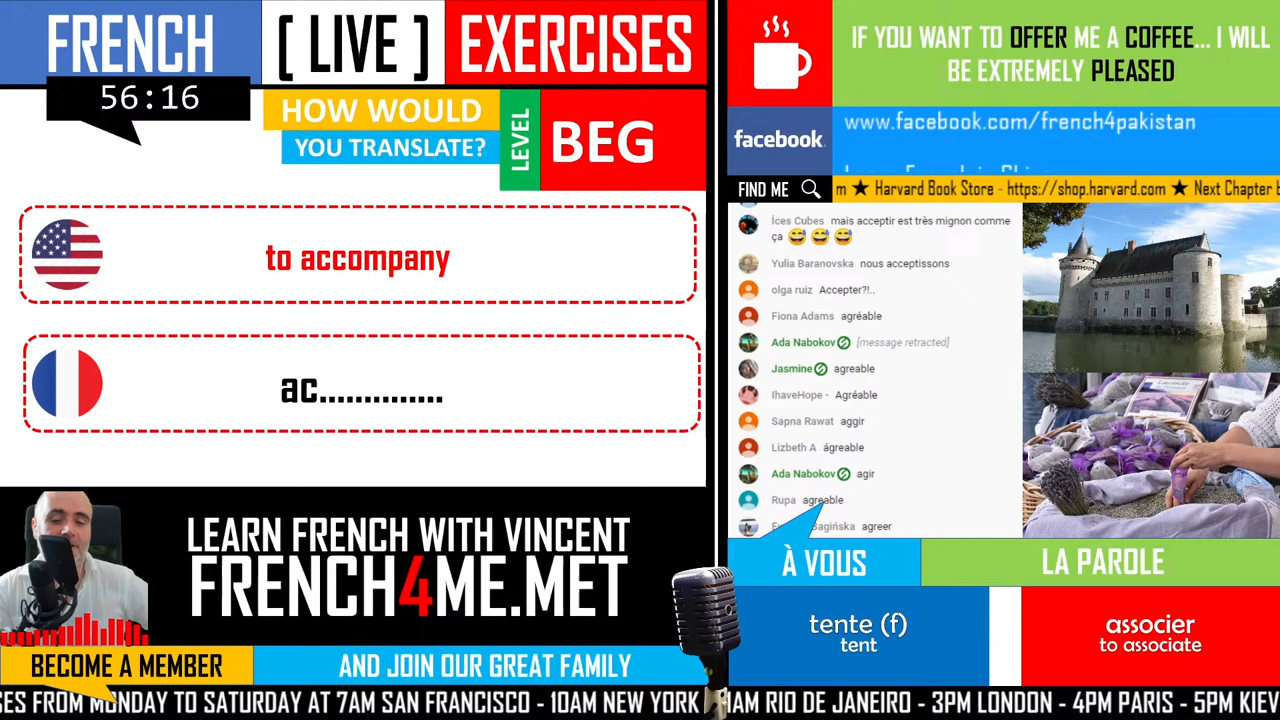 FRENCH
[ LIVE ]
EXERCISES
56:16
HOW WOULD
YOU TRANSLATE?
LEVEL
BEG
to accompany
ac..............
LEARN FRENCH WITH VINCENT
FRENCH4ME.MET
BECOME A MEMBER
AND JOIN OUR GREAT FAMILY
IF YOU WANT TO OFFER ME A COFFEE... I WILL
BE EXTREMELY PLEASED
facebook.
www.facebook.com/french4pakistan
FIND ME
m ★ Harvard Book Store - https://shop.harvard.com ★ Next Chapter b
İces Cubes mais acceptir est très mignon comme
ça 😅 😅 😅
Yulia Baranovska nous acceptissons
olga ruiz Accepter?!..
Fiona Adams agréable
Ada Nabokov [message retracted]
Jasmine agreable
IhaveHope - Agréable
Sapna Rawat aggir
Lizbeth A ágreable
Ada Nabokov agir
Rupa agreable
Bagińska agreer
À VOUS
LA PAROLE
tente (f)
tent
associer
to associate
SES FROM MONDAY TO SATURDAY AT 7AM SAN FRANCISCO - 10AM NEW YORK
1AM RIO DE JANEIRO - 3PM LONDON - 4PM PARIS - 5PM KIEV